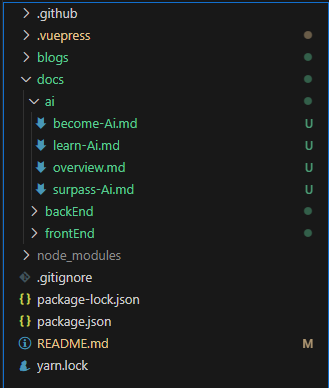 .github
.vuepress
blogs
docs
ai
become-Ai.md U
learn-Ai.md U
overview.md U
surpass-Ai.md U
backEnd
frontEnd
node_modules
.gitignore
package-lock.json
package.json
README.md M
yarn.lock